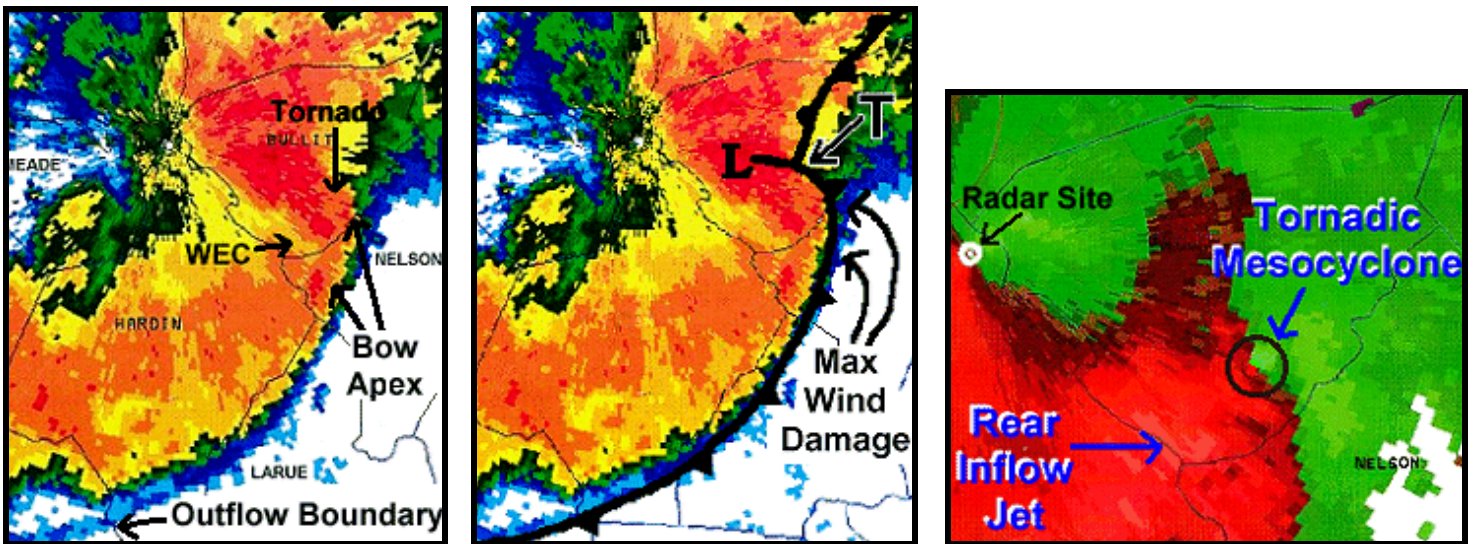 Tornado
BULLIT
MEADE
WEC
NELSON
HARDIN
Bow
Apex
LARUE
Outflow Boundary
T
L
Max
Wind
Damage
Radar Site
Tornadic
Mesocyclone
Rear
Inflow
Jet
NELSON